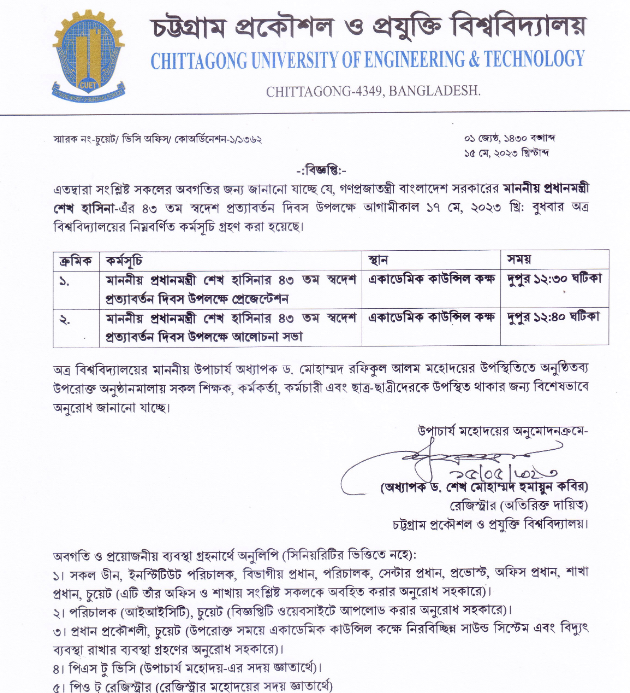 চট্টগ্রাম প্রকৌশল ও প্রযুক্তি বিশ্ববিদ্যালয়
CHITTAGONG UNIVERSITY OF ENGINEERING & TECHNOLOGY
CHITTAGONG-4349, BANGLADESH.
CUET
স্মারক নং-চুয়েট/ ভিসি অফিস/ কোঅর্ডিনেশন-১/১৩৬২
০১ জ্যেষ্ঠ, ১৪৩০ বঙ্গাব্দ
১৫ মে, ২০২৩ খ্রিস্টাব্দ
-:বিজ্ঞপ্তি:-
এতদ্বারা সংশ্লিষ্ট সকলের অবগতির জন্য জানানো যাচ্ছে যে, গণপ্রজাতন্ত্রী বাংলাদেশ সরকারের মাননীয় প্রধানমন্ত্রী
শেখ হাসিনা-এঁর ৪৩ তম স্বদেশ প্রত্যাবর্তন দিবস উপলক্ষে আগামীকাল ১৭ মে, ২০২৩ খ্রি: বুধবার অত্র
বিশ্ববিদ্যালয়ের নিম্নবর্ণিত কর্মসূচি গ্রহণ করা হয়েছে।
ক্রমিক কর্মসূচি স্থান সময়
১. মাননীয় প্রধানমন্ত্রী শেখ হাসিনার ৪৩ তম স্বদেশ একাডেমিক কাউন্সিল কক্ষ দুপুর ১২:৩০ ঘটিকা
প্রত্যাবর্তন দিবস উপলক্ষে প্রেজেন্টেশন
২. মাননীয় প্রধানমন্ত্রী শেখ হাসিনার ৪৩ তম স্বদেশ একাডেমিক কাউন্সিল কক্ষ দুপুর ১২:৪০ ঘটিকা
প্রত্যাবর্তন দিবস উপলক্ষে আলোচনা সভা
অত্র বিশ্ববিদ্যালয়ের মাননীয় উপাচার্য অধ্যাপক ড. মোহাম্মদ রফিকুল আলম মহোদয়ের উপস্থিতিতে অনুষ্ঠিতব্য
উপরোক্ত অনুষ্ঠানমালায় সকল শিক্ষক, কর্মকর্তা, কর্মচারী এবং ছাত্র-ছাত্রীদেরকে উপস্থিত থাকার জন্য বিশেষভাবে
অনুরোধ জানানো যাচ্ছে।
উপাচার্য মহোদয়ের অনুমোদনক্রমে-
১৫/০৫/২০২৩
(অধ্যাপক ড. শেখ মোহাম্মদ হুমায়ুন কবির)
রেজিস্ট্রার (অতিরিক্ত দায়িত্ব)
চট্টগ্রাম প্রকৌশল ও প্রযুক্তি বিশ্ববিদ্যালয়।
অবগতি ও প্রয়োজনীয় ব্যবস্থা গ্রহনার্থে অনুলিপি (সিনিয়রিটির ভিত্তিতে নহে):
১। সকল ডীন, ইনস্টিটিউট পরিচালক, বিভাগীয় প্রধান, পরিচালক, সেন্টার প্রধান, প্রভোস্ট, অফিস প্রধান, শাখা
প্রধান, চুয়েট (এটি তাঁর অফিস ও শাখায় সংশ্লিষ্ট সকলকে অবহিত করার অনুরোধ সহকারে)।
২। পরিচালক (আইআইসিটি), চুয়েট (বিজ্ঞপ্তিটি ওয়েবসাইটে আপলোড করার অনুরোধ সহকারে)।
৩। প্রধান প্রকৌশলী, চুয়েট (উপরোক্ত সময়ে একাডেমিক কাউন্সিল কক্ষে নিরবিচ্ছিন্ন সাউন্ড সিস্টেম এবং বিদ্যুৎ
ব্যবস্থা রাখার ব্যবস্থা গ্রহণের অনুরোধ সহকারে)।
৪। পিএস টু ভিসি (উপাচার্য মহোদয়-এর সদয় জ্ঞাতার্থে)।
৫। পিও টু রেজিস্ট্রার (রেজিস্ট্রার মহোদয়ের সদয় জ্ঞাতার্থে)